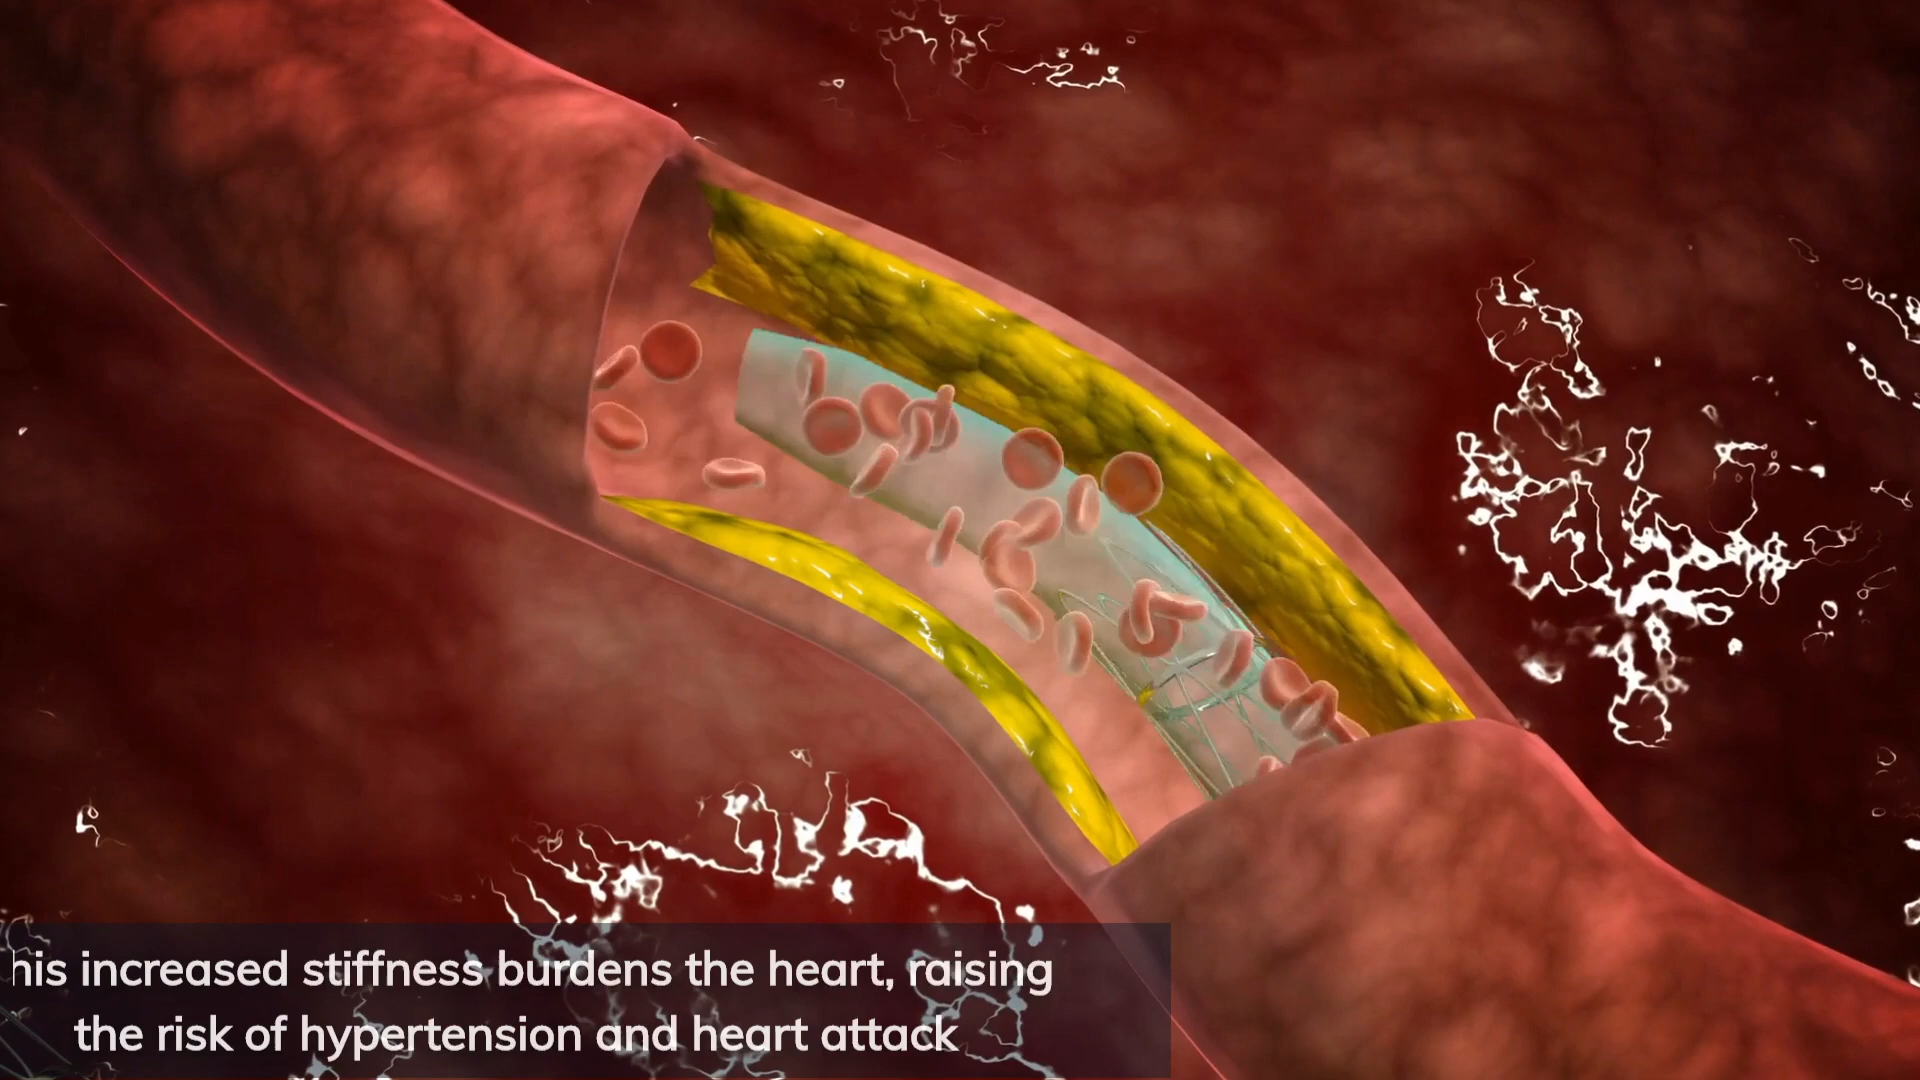 his increased stiffness burdens the heart, raising
the risk of hypertension and heart attack